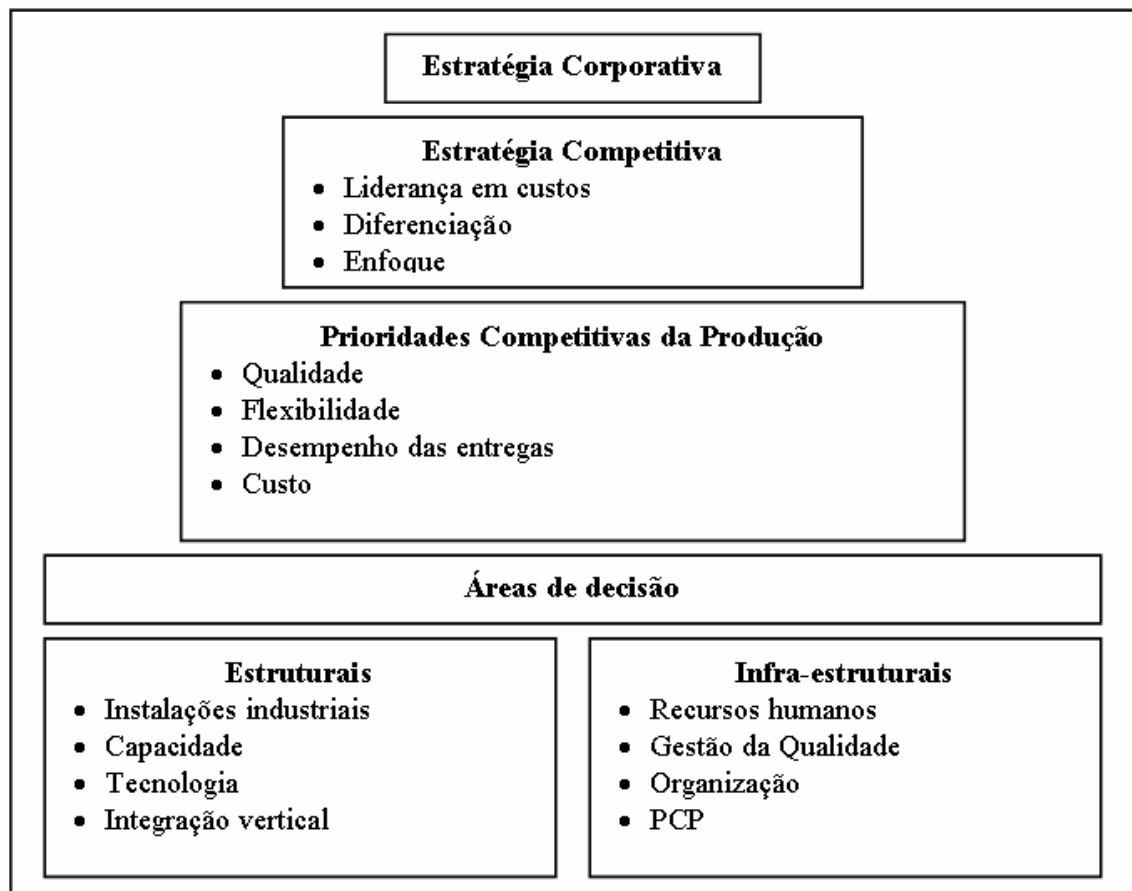 Estratégia Corporativa
Estratégia Competitiva
• Liderança em custos
• Diferenciação
• Enfoque
Prioridades Competitivas da Produção
• Qualidade
• Flexibilidade
• Desempenho das entregas
• Custo
Áreas de decisão
Estruturais
• Instalações industriais
• Capacidade
• Tecnologia
• Integração vertical
Infra-estruturais
• Recursos humanos
• Gestão da Qualidade
• Organização
• PCP